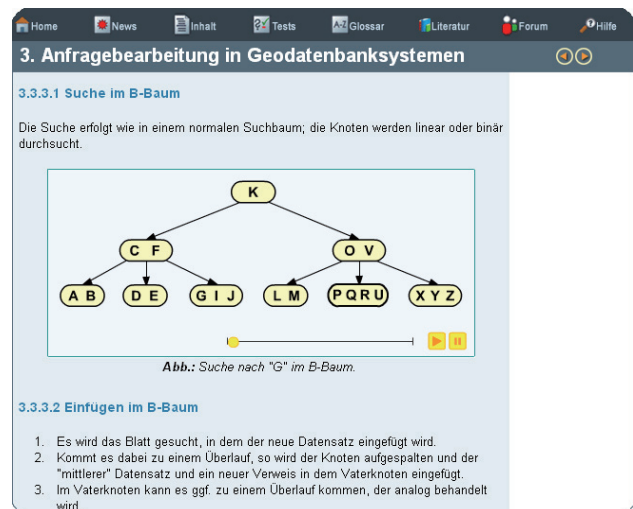 Home News Inhalt Tests A-Z Glossar Literatur Forum Hilfe
3. Anfragebearbeitung in Geodatenbanksystemen
3.3.3.1 Suche im B-Baum
Die Suche erfolgt wie in einem normalen Suchbaum; die Knoten werden linear oder binär
durchsucht.
K
C F
O V
A B
D E
G I J
L M
P Q R U
X Y Z
Abb.: Suche nach "G" im B-Baum.
3.3.3.2 Einfügen im B-Baum
1. Es wird das Blatt gesucht, in dem der neue Datensatz eingefügt wird.
2. Kommt es dabei zu einem Überlauf, so wird der Knoten aufgespalten und der
"mittlerer" Datensatz und ein neuer Verweis in dem Vaterknoten eingefügt.
3. Im Vaterknoten kann es ggf. zu einem Überlauf kommen, der analog behandelt
wird